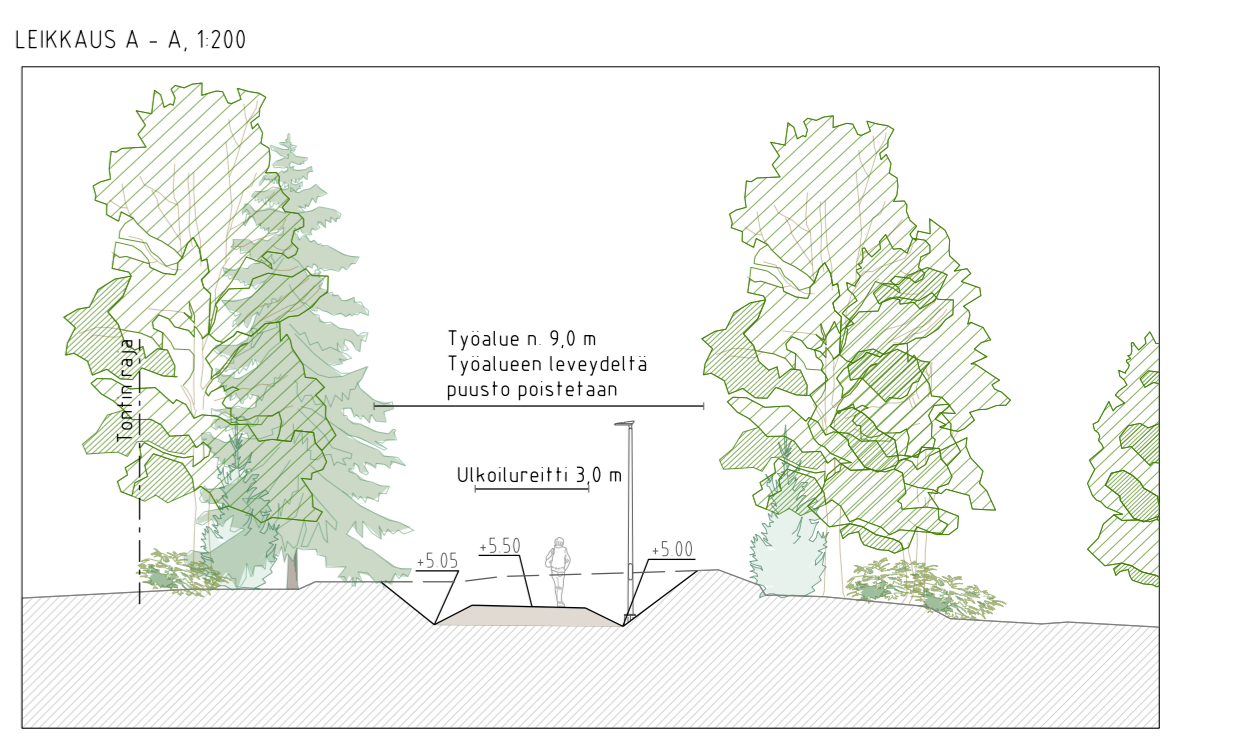 LEIKKAUS A - A, 1:200
Tontin raja
Työalue n. 9,0 m
Työalueen leveydeltä
puusto poistetaan
Ulkoilureitti 3,0 m
+5.05
+5.50
+5.00